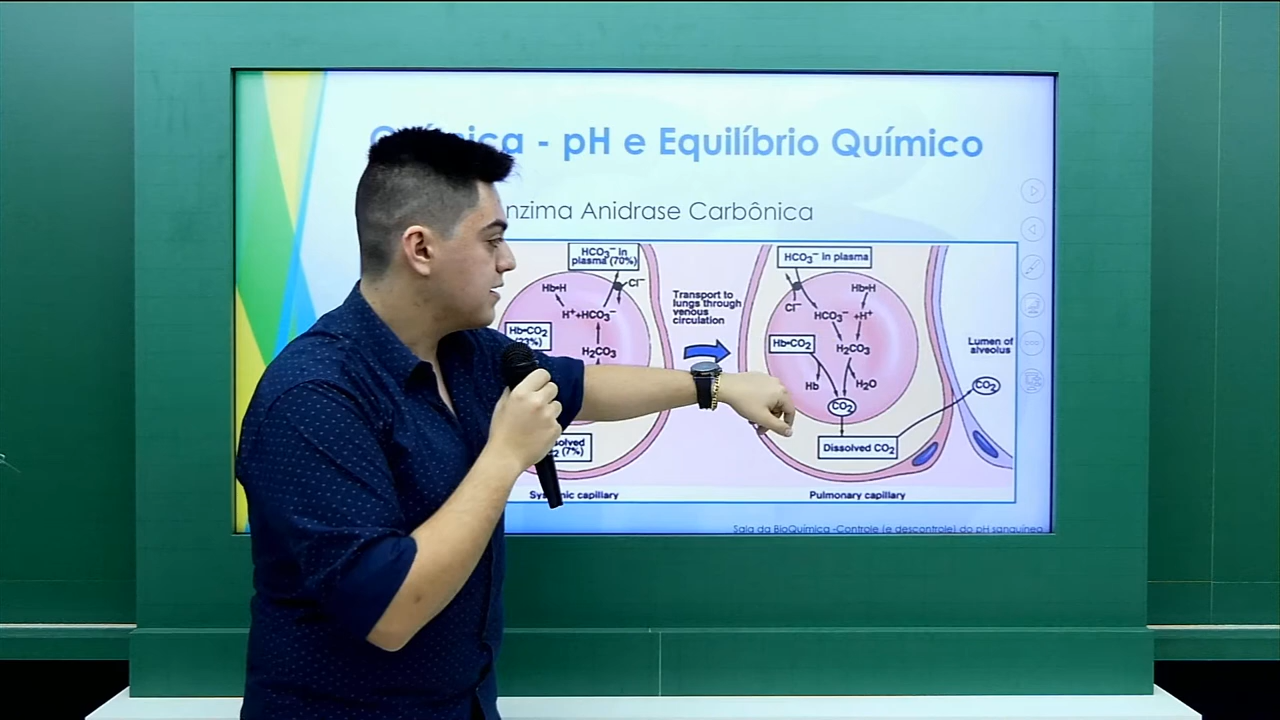 - pH e Equilíbrio Químico
Anidrase Carbônica
HCO₃⁻ in
plasma (70%)
Cl⁻
Hb•H
H⁺+HCO₃⁻
Hb•CO₂
(23%)
H₂CO₃
(7%)
capillary
Transport to
lungs through
venous
circulation
HCO₃⁻ in plasma
Cl⁻
Hb•H
HCO₃⁻ +H⁺
Hb•CO₂
H₂CO₃
Hb
H₂O
CO₂
Dissolved CO₂
Pulmonary capillary
Lumen of
alveolus
CO₂
Sala da BioQuímica -Controle (e descontrole) do pH sanguíneo